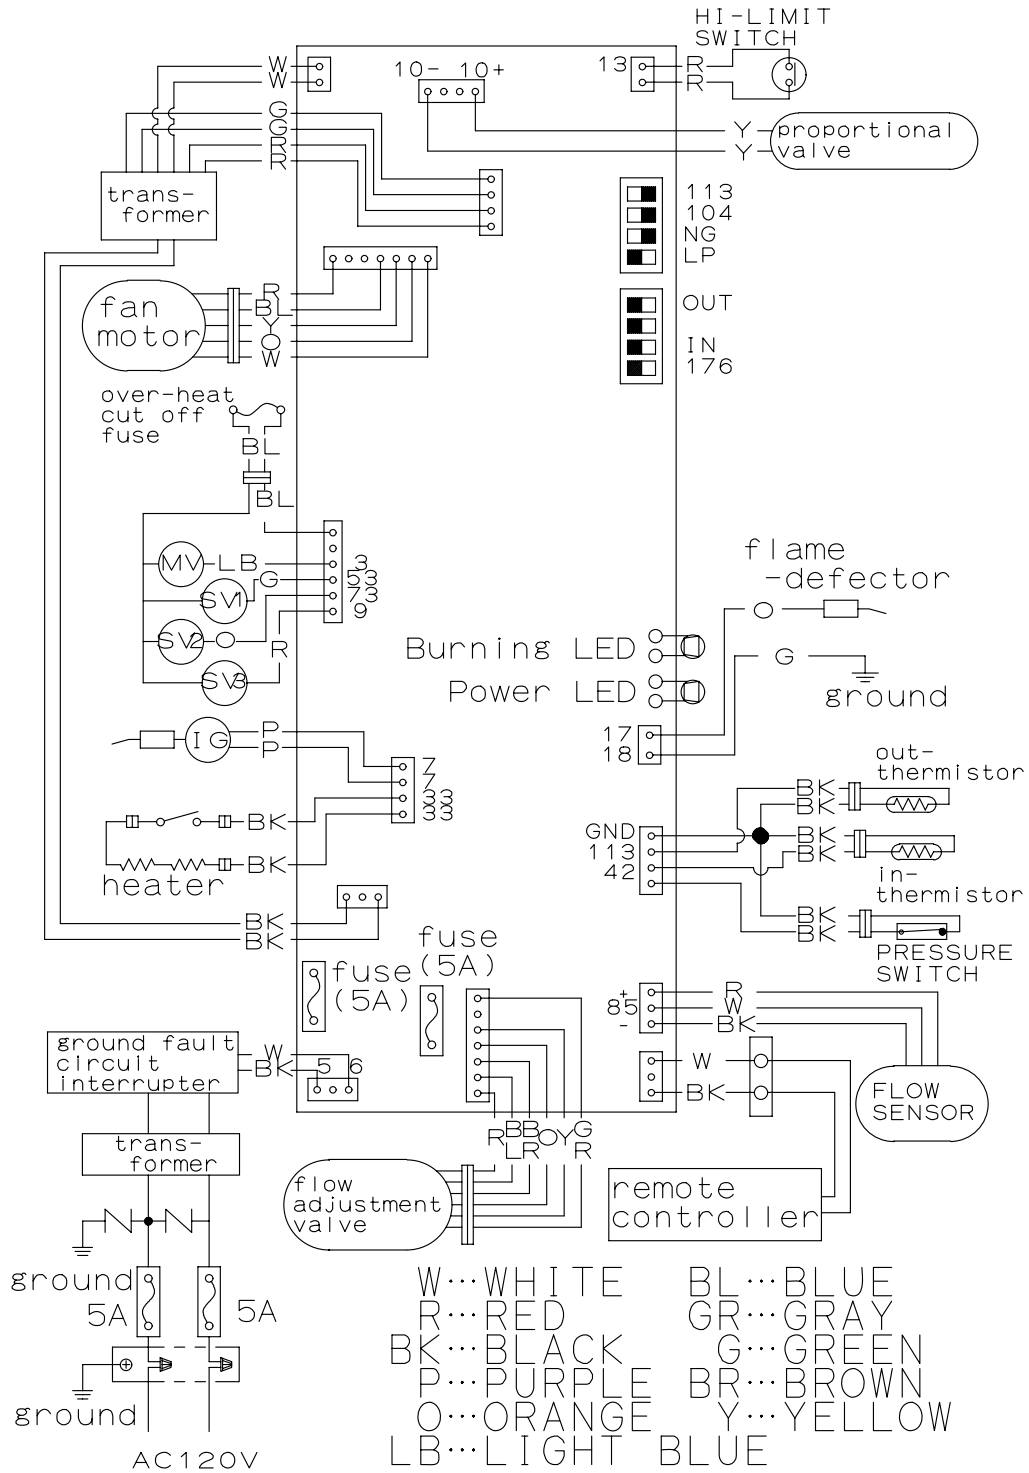 HI-LIMIT
SWITCH
W
W
10- 10+
13
R
R
G
G
R
R
Y
Y
proportional
valve
trans-
former
113
104
NG
LP
fan
motor
R
BL
Y
O
W
OUT
IN
176
over-heat
cut off
fuse
BL
BL
MV
LB
3
G
53
SV1
73
9
SV2
O
R
SV3
flame
-defector
O
Burning LED
G
Power LED
ground
IG
P
P
17
18
7
7
33
33
out-
thermistor
BK
BK
BK
GND
113
42
BK
BK
BK
heater
in-
thermistor
BK
BK
BK
BK
PRESSURE
SWITCH
fuse
(5A)
fuse
(5A)
+
85
-
R
W
BK
ground fault
circuit
interrupter
W
BK
5 6
W
BK
FLOW
SENSOR
trans-
former
R
BL
BR
O
Y
GR
flow
adjustment
valve
remote
controller
ground
5A
5A
ground
AC120V
W···WHITE BL···BLUE
R···RED GR···GRAY
BK···BLACK G···GREEN
P···PURPLE BR···BROWN
O···ORANGE Y···YELLOW
LB···LIGHT BLUE